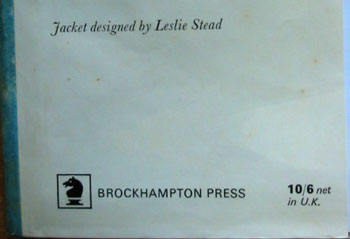 Jacket designed by Leslie Stead
BROCKHAMPTON PRESS
10/6 net
in U.K.